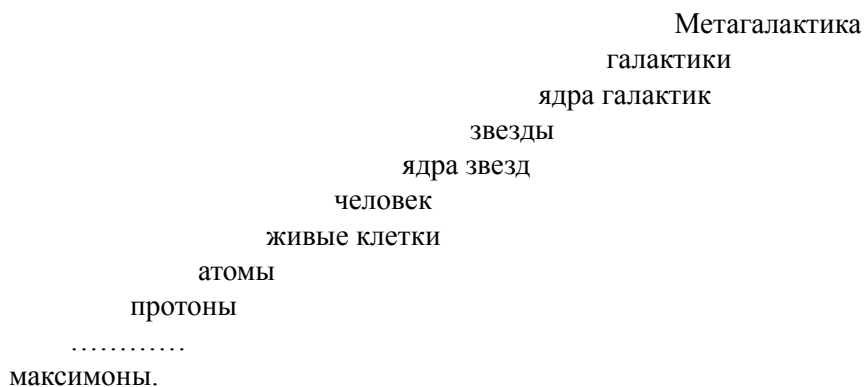 Метагалактика
галактики
ядра галактик
звезды
ядра звезд
человек
живые клетки
атомы
протоны
…………
максимоны.